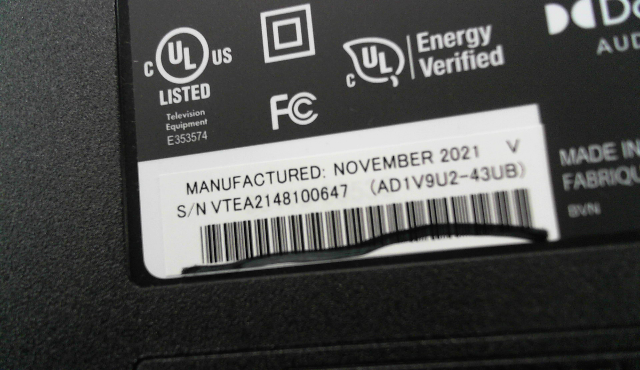 c UL US
LISTED
Television
Equipment
E353574
FC
c UL Energy
Verified
AUD
MANUFACTURED: NOVEMBER 2021 V
S/N VTEA2148100647 (AD1V9U2-43UB)
MADE IN
FABRIQU
BVN